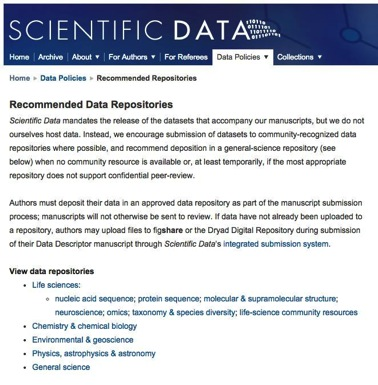 SCIENTIFIC DATA
Home Archive About ▼ For Authors ▼ For Referees Data Policies ▼ Collections ▼
Home ► Data Policies ► Recommended Repositories
Recommended Data Repositories
Scientific Data mandates the release of the datasets that accompany our manuscripts, but we do not
ourselves host data. Instead, we encourage submission of datasets to community-recognized data
repositories where possible, and recommend deposition in a general-science repository (see
below) when no community resource is available or, at least temporarily, if the most appropriate
repository does not support confidential peer-review.
Authors must deposit their data in an approved data repository as part of the manuscript submission
process; manuscripts will not otherwise be sent to review. If data have not already been uploaded to
a repository, authors may upload files to figshare or the Dryad Digital Repository during submission
of their Data Descriptor manuscript through Scientific Data's integrated submission system.
View data repositories
• Life sciences:
◦ nucleic acid sequence; protein sequence; molecular & supramolecular structure;
neuroscience; omics; taxonomy & species diversity; life-science community resources
• Chemistry & chemical biology
• Environmental & geoscience
• Physics, astrophysics & astronomy
• General science